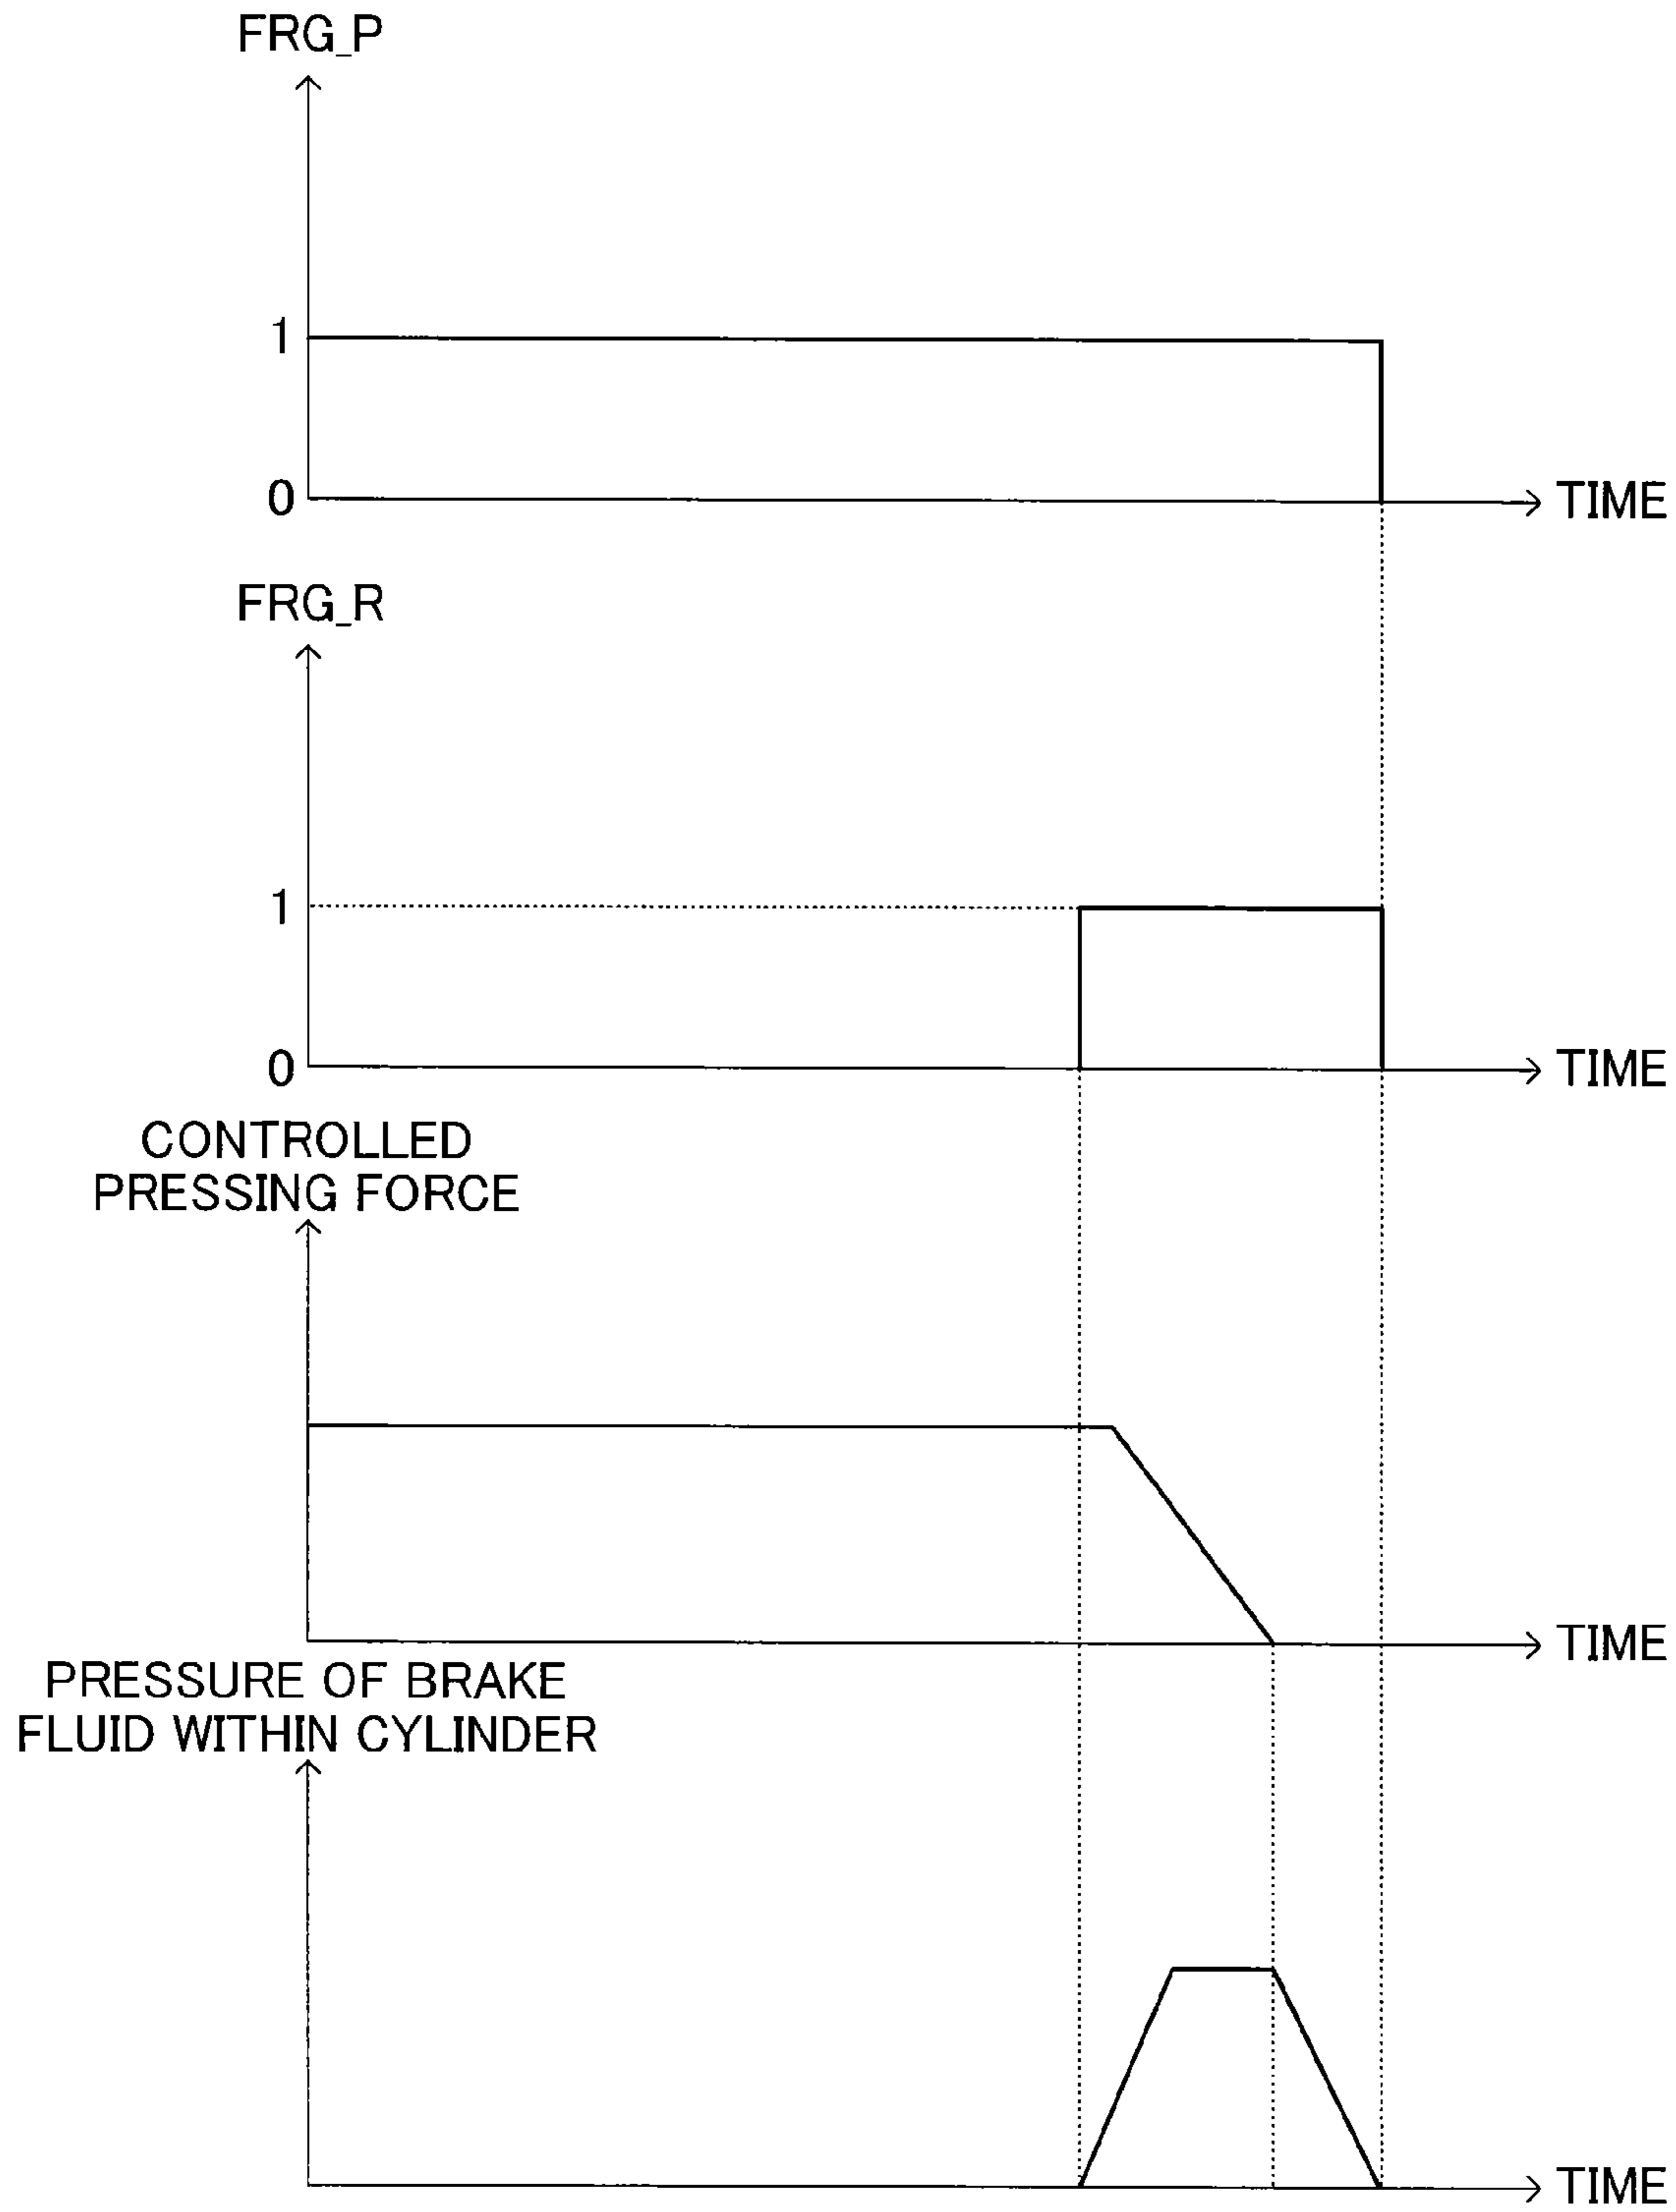 FRG_P
1
0
TIME
FRG_R
1
0
TIME
CONTROLLED
PRESSING FORCE
TIME
PRESSURE OF BRAKE
FLUID WITHIN CYLINDER
TIME